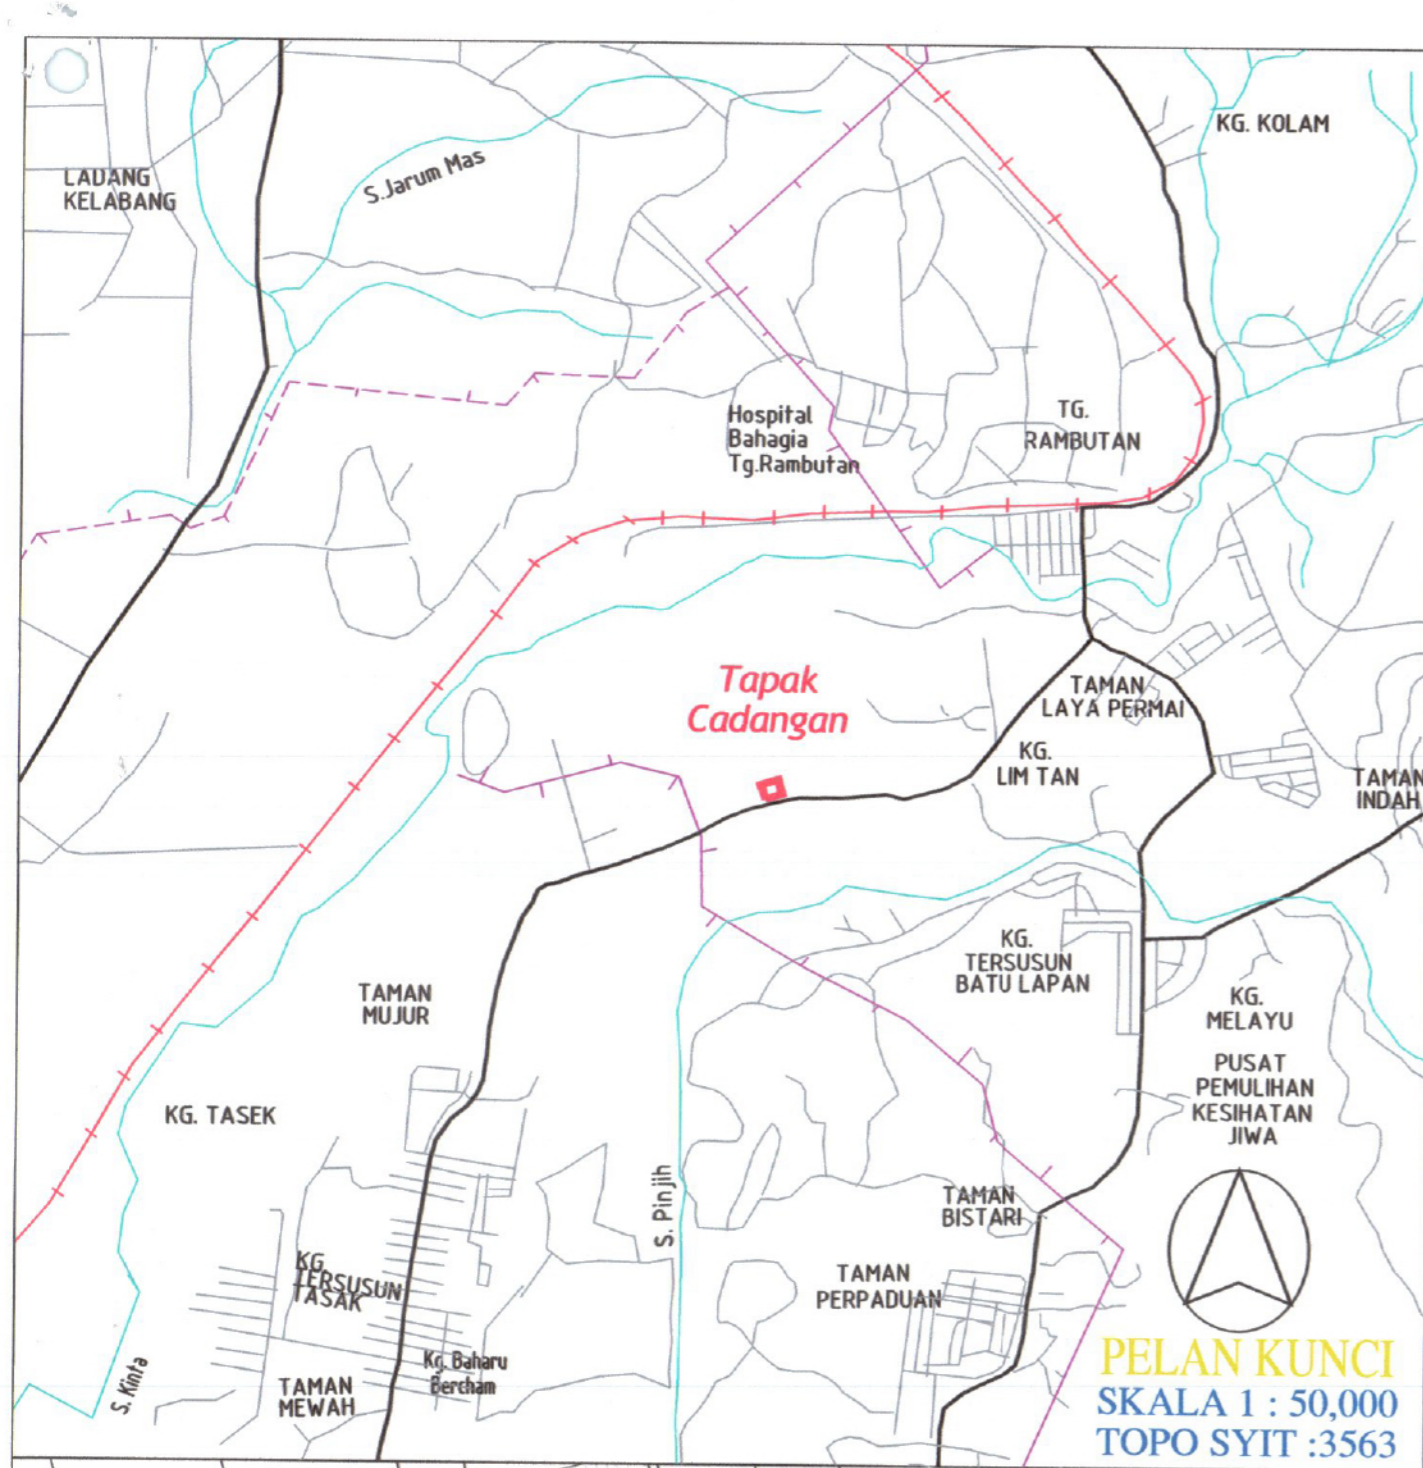 KG. KOLAM
LADANG
KELABANG
S.Jarum Mas
Hospital
Bahagia
Tg.Rambutan
TG.
RAMBUTAN
Tapak
Cadangan
TAMAN
LAYA PERMAI
KG.
LIM TAN
TAMAN
INDAH
KG.
TERSUSUN
BATU LAPAN
TAMAN
MUJUR
KG.
MELAYU
PUSAT
PEMULIHAN
KESIHATAN
JIWA
KG. TASEK
S. Pinjih
TAMAN
BISTARI
KG.
TERSUSUN
TASAK
TAMAN
PERPADUAN
S. Kinta
Kg. Baharu
Bercham
TAMAN
MEWAH
PELAN KUNCI
SKALA 1 : 50,000
TOPO SYIT :3563